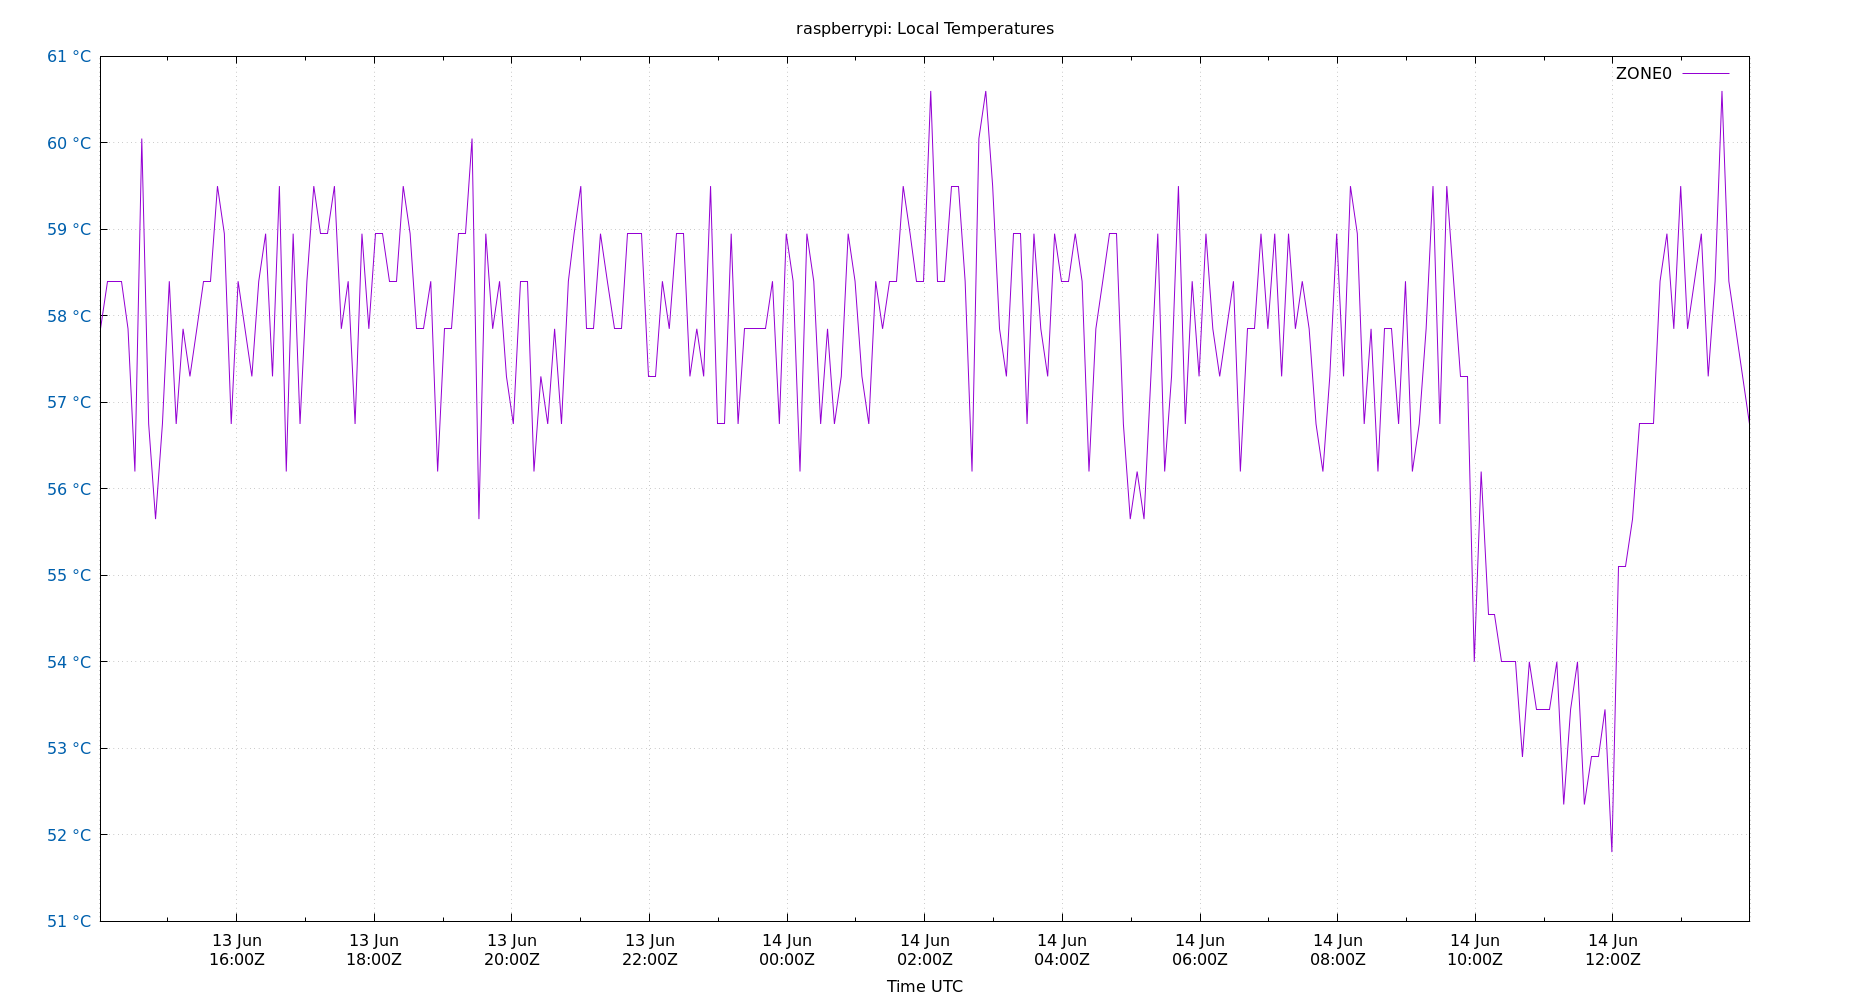 raspberrypi: Local Temperatures
ZONE0
61 °C
60 °C
59 °C
58 °C
57 °C
56 °C
55 °C
54 °C
53 °C
52 °C
51 °C
13 Jun
16:00Z
13 Jun
18:00Z
13 Jun
20:00Z
13 Jun
22:00Z
14 Jun
00:00Z
14 Jun
02:00Z
14 Jun
04:00Z
14 Jun
06:00Z
14 Jun
08:00Z
14 Jun
10:00Z
14 Jun
12:00Z
Time UTC